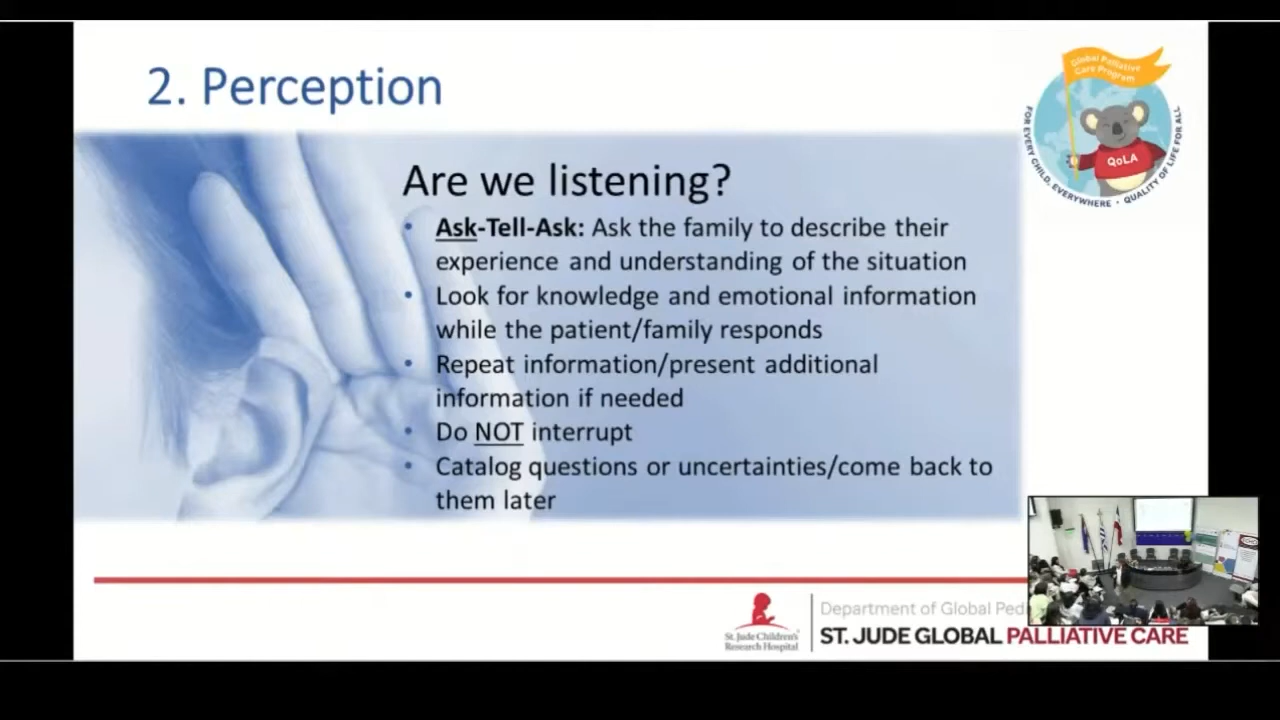 2. Perception
Global Palliative
Care Program
FOR EVERY CHILD, EVERYWHERE • QUALITY OF LIFE FOR ALL
QoLA
Are we listening?
• Ask-Tell-Ask: Ask the family to describe their
experience and understanding of the situation
• Look for knowledge and emotional information
while the patient/family responds
• Repeat information/present additional
information if needed
• Do NOT interrupt
• Catalog questions or uncertainties/come back to
them later
St. Jude Children's
Research Hospital
Department of Global Ped
ST. JUDE GLOBAL PALLIATIVE CARE